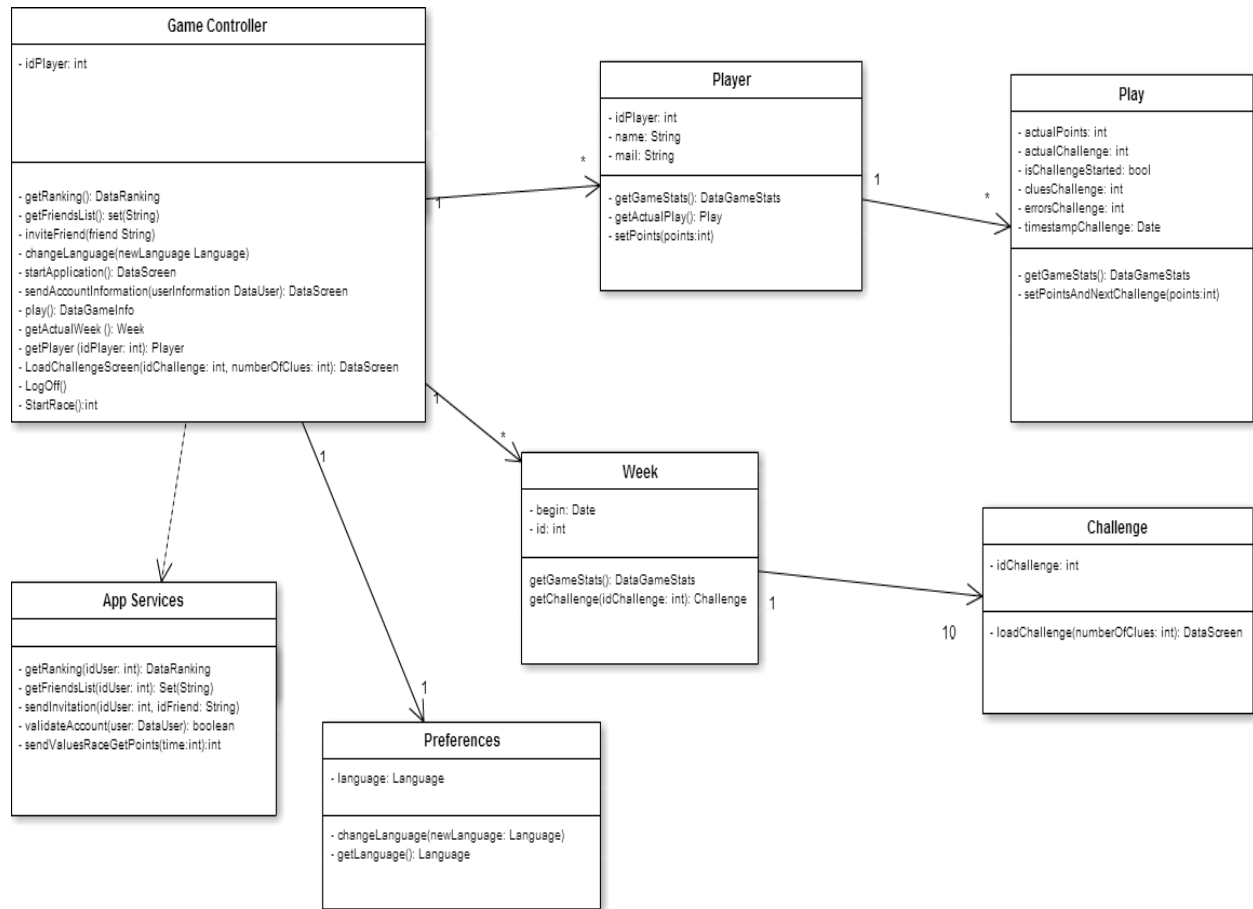 Game Controller
- idPlayer: int
- getRanking(): DataRanking
- getFriendsList(): set(String)
- inviteFriend(friend String)
- changeLanguage(newLanguage Language)
- startApplication(): DataScreen
- sendAccountInformation(userInformation DataUser): DataScreen
- play(): DataGameInfo
- getActualWeek (): Week
- getPlayer (idPlayer: int): Player
- LoadChallengeScreen(idChallenge: int, numberOfClues: int): DataScreen
- LogOff()
- StartRace():int
1
*
Player
- idPlayer: int
- name: String
- mail: String
- getGameStats(): DataGameStats
- getActualPlay(): Play
- setPoints(points:int)
1
*
Play
- actualPoints: int
- actualChallenge: int
- isChallengeStarted: bool
- cluesChallenge: int
- errorsChallenge: int
- timestampChallenge: Date
- getGameStats(): DataGameStats
- setPointsAndNextChallenge(points:int)
1
*
Week
- begin: Date
- id: int
getGameStats(): DataGameStats
getChallenge(idChallenge: int): Challenge
1
10
Challenge
- idChallenge: int
- loadChallenge(numberOfClues: int): DataScreen
App Services
- getRanking(idUser: int): DataRanking
- getFriendsList(idUser: int): Set(String)
- sendInvitation(idUser: int, idFriend: String)
- validateAccount(user: DataUser): boolean
- sendValuesRaceGetPoints(time:int):int
1
1
Preferences
- language: Language
- changeLanguage(newLanguage: Language)
- getLanguage(): Language